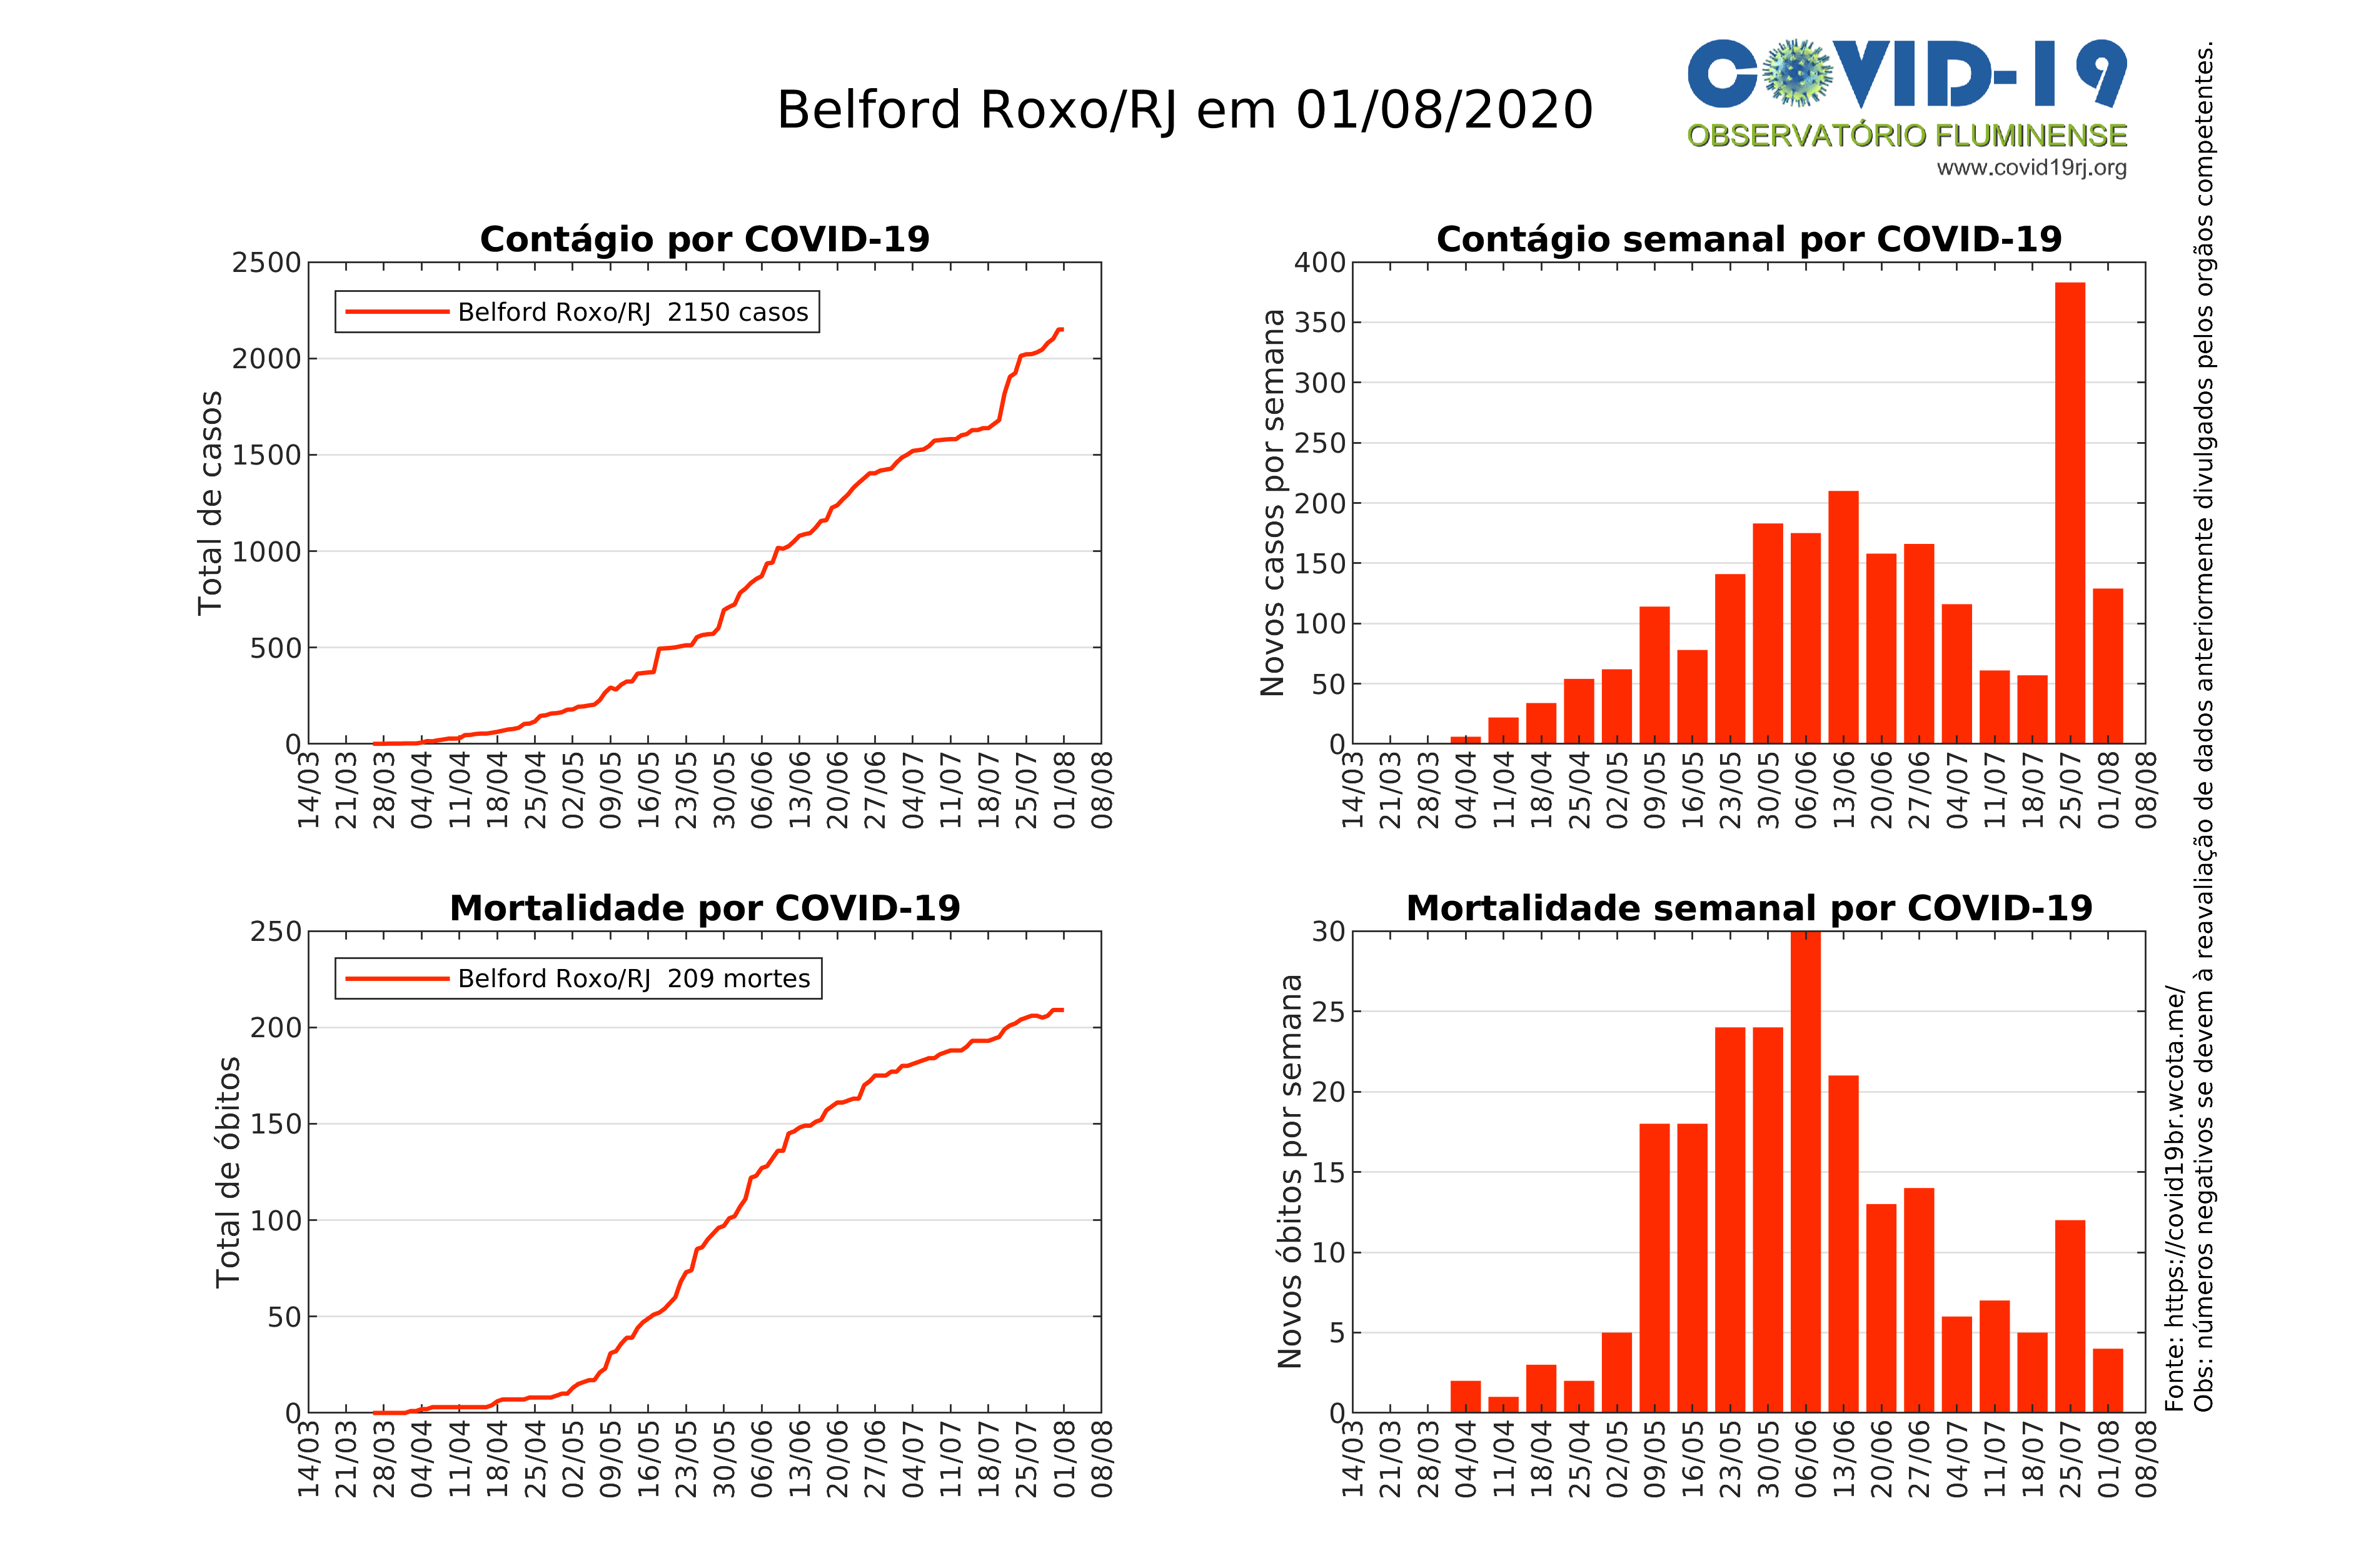 Belford Roxo/RJ em 01/08/2020
COVID-19
OBSERVATÓRIO FLUMINENSE
www.covid19rj.org
Contágio por COVID-19
Total de casos
2500
2000
1500
1000
500
0
Belford Roxo/RJ 2150 casos
14/03 21/03 28/03 04/04 11/04 18/04 25/04 02/05 09/05 16/05 23/05 30/05 06/06 13/06 20/06 27/06 04/07 11/07 18/07 25/07 01/08 08/08
Contágio semanal por COVID-19
Novos casos por semana
400
350
300
250
200
150
100
50
0
14/03 21/03 28/03 04/04 11/04 18/04 25/04 02/05 09/05 16/05 23/05 30/05 06/06 13/06 20/06 27/06 04/07 11/07 18/07 25/07 01/08 08/08
Mortalidade por COVID-19
Total de óbitos
250
200
150
100
50
0
Belford Roxo/RJ 209 mortes
14/03 21/03 28/03 04/04 11/04 18/04 25/04 02/05 09/05 16/05 23/05 30/05 06/06 13/06 20/06 27/06 04/07 11/07 18/07 25/07 01/08 08/08
Mortalidade semanal por COVID-19
Novos óbitos por semana
30
25
20
15
10
5
0
14/03 21/03 28/03 04/04 11/04 18/04 25/04 02/05 09/05 16/05 23/05 30/05 06/06 13/06 20/06 27/06 04/07 11/07 18/07 25/07 01/08 08/08
Fonte: https://covid19br.wcota.me/
Obs: números negativos se devem à reavaliação de dados anteriormente divulgados pelos orgãos competentes.